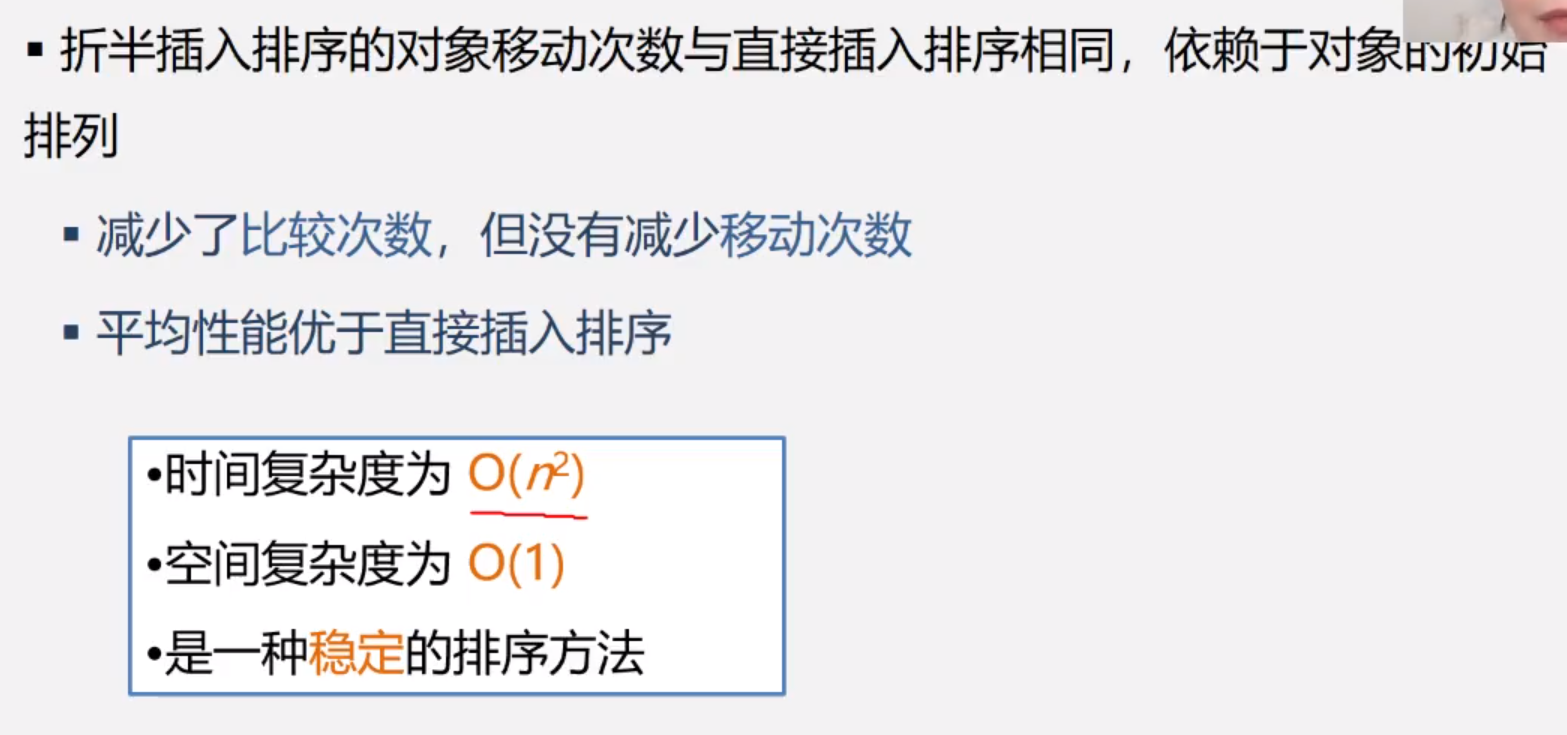 ▪ 折半插入排序的对象移动次数与直接插入排序相同，依赖于对象的初始
排列
▪ 减少了比较次数，但没有减少移动次数
▪ 平均性能优于直接插入排序
•时间复杂度为 O(n²)
•空间复杂度为 O(1)
•是一种稳定的排序方法